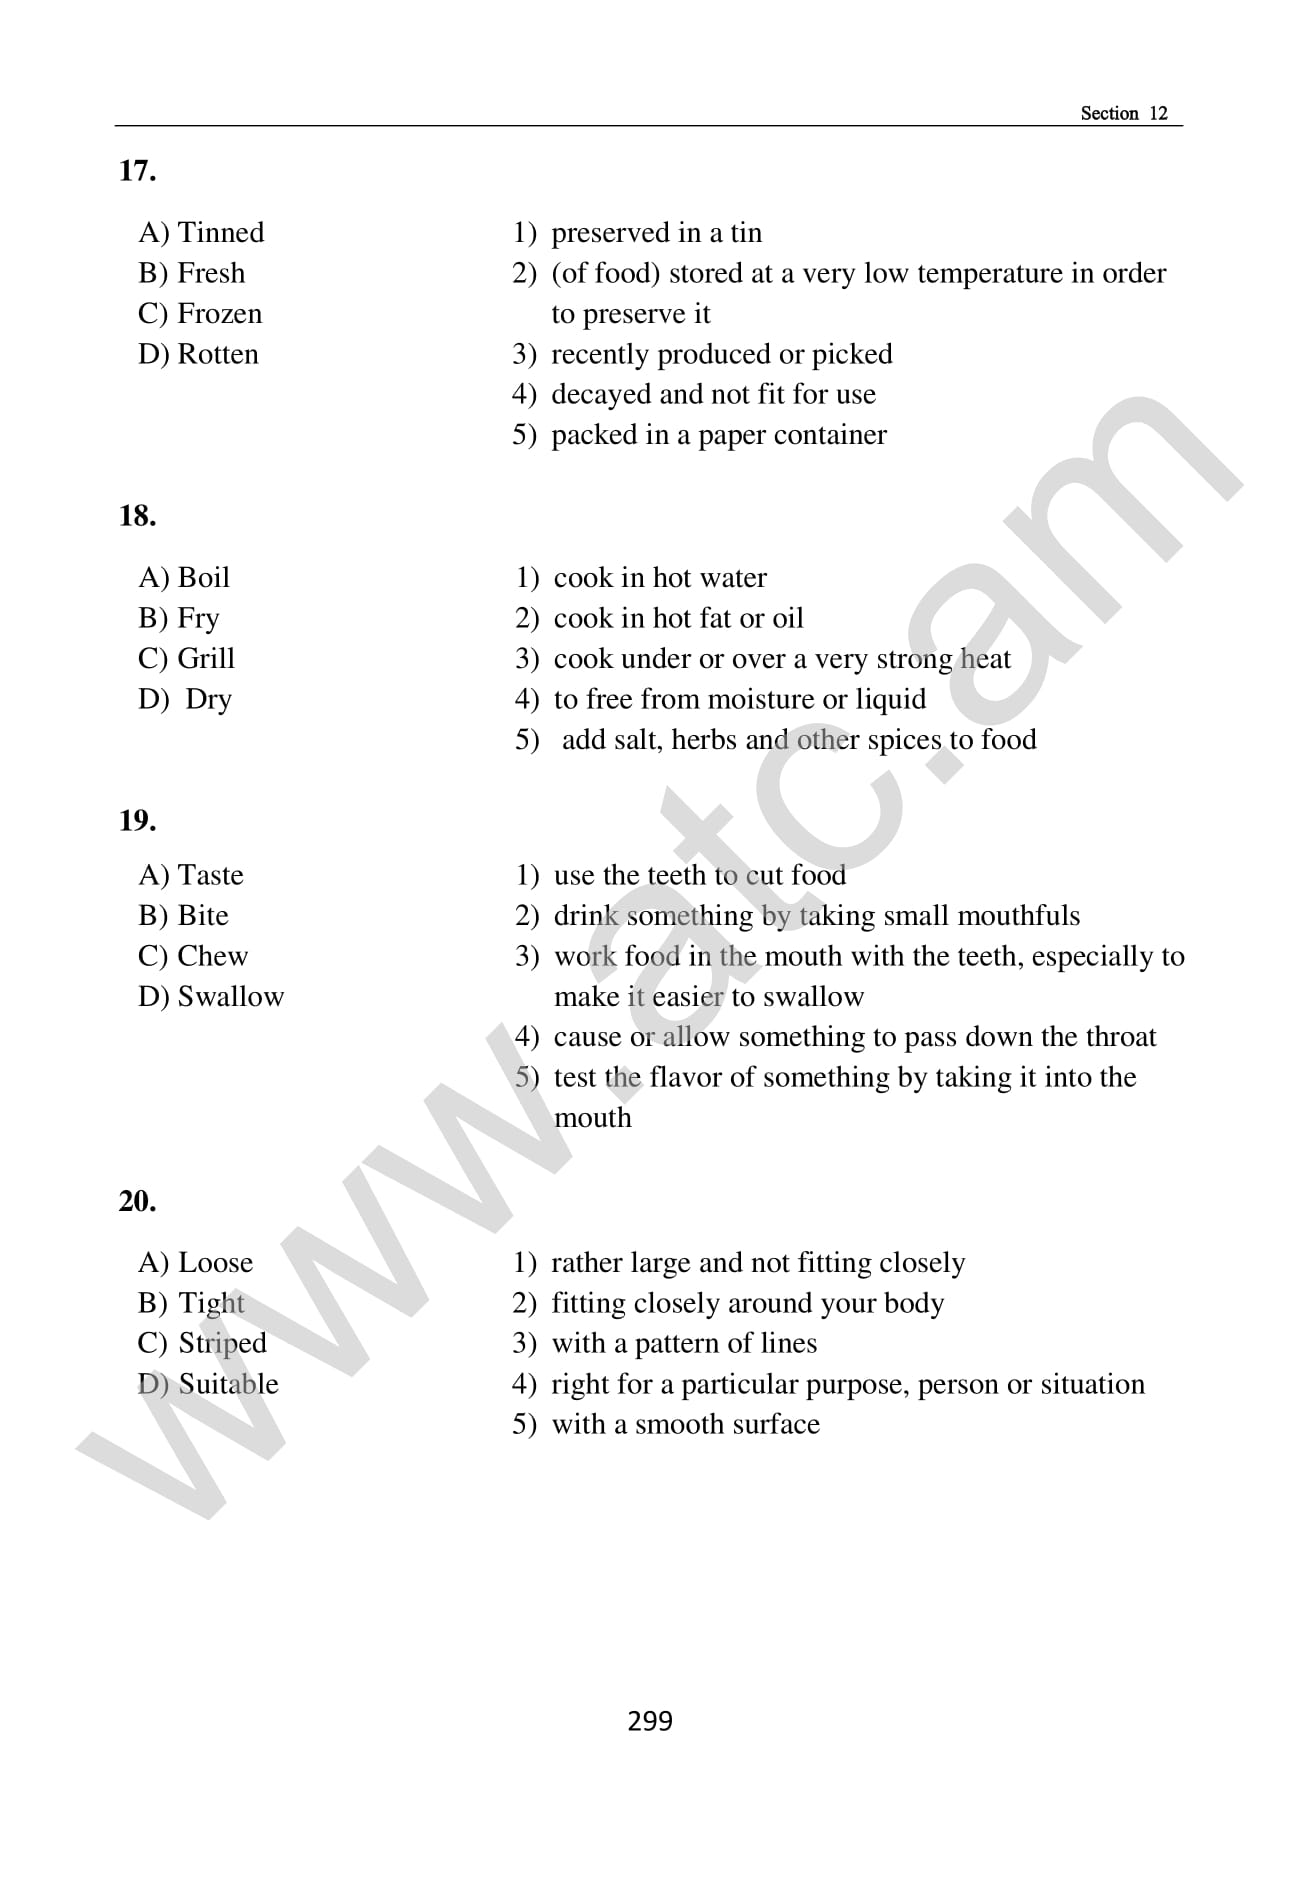 Section 12
17.
A) Tinned 1) preserved in a tin
B) Fresh 2) (of food) stored at a very low temperature in order
C) Frozen to preserve it
D) Rotten 3) recently produced or picked
4) decayed and not fit for use
5) packed in a paper container
18.
A) Boil 1) cook in hot water
B) Fry 2) cook in hot fat or oil
C) Grill 3) cook under or over a very strong heat
D) Dry 4) to free from moisture or liquid
5) add salt, herbs and other spices to food
19.
A) Taste 1) use the teeth to cut food
B) Bite 2) drink something by taking small mouthfuls
C) Chew 3) work food in the mouth with the teeth, especially to
D) Swallow make it easier to swallow
4) cause or allow something to pass down the throat
5) test the flavor of something by taking it into the
mouth
20.
A) Loose 1) rather large and not fitting closely
B) Tight 2) fitting closely around your body
C) Striped 3) with a pattern of lines
D) Suitable 4) right for a particular purpose, person or situation
5) with a smooth surface
299
www.atc.am